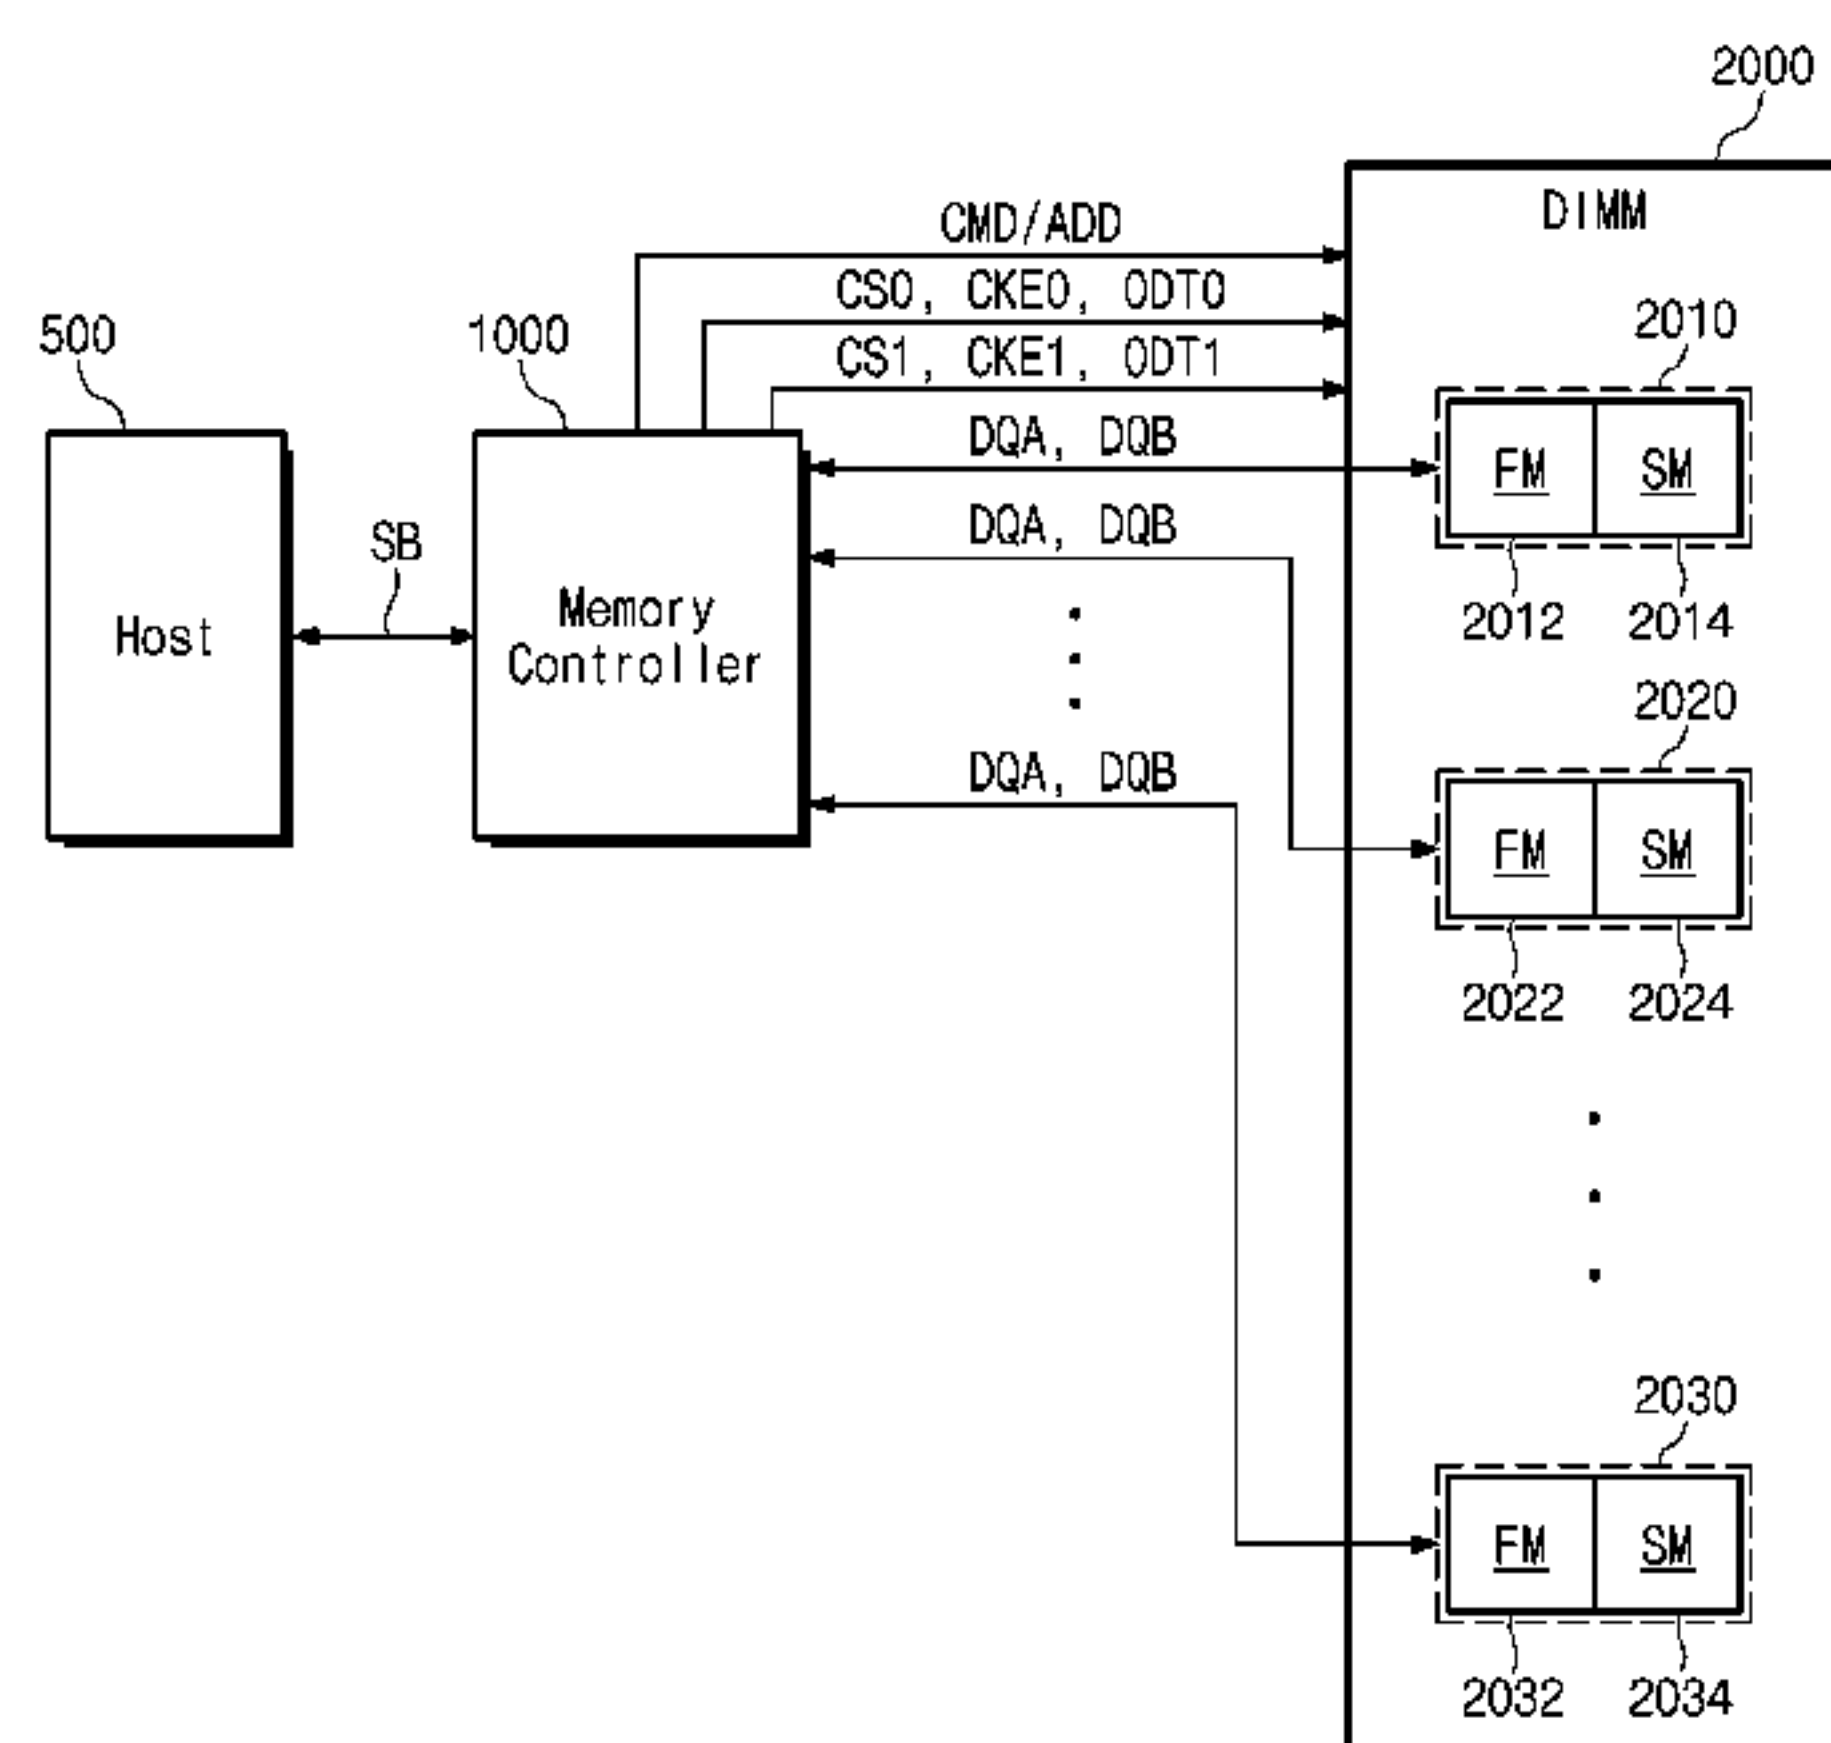 2000
DIMM
CMD/ADD
CS0, CKE0, ODT0
CS1, CKE1, ODT1
500
1000
2010
DQA, DQB
FM
SM
DQA, DQB
SB
Host
Memory
Controller
2012
2014
2020
DQA, DQB
FM
SM
2022
2024
2030
FM
SM
2032
2034